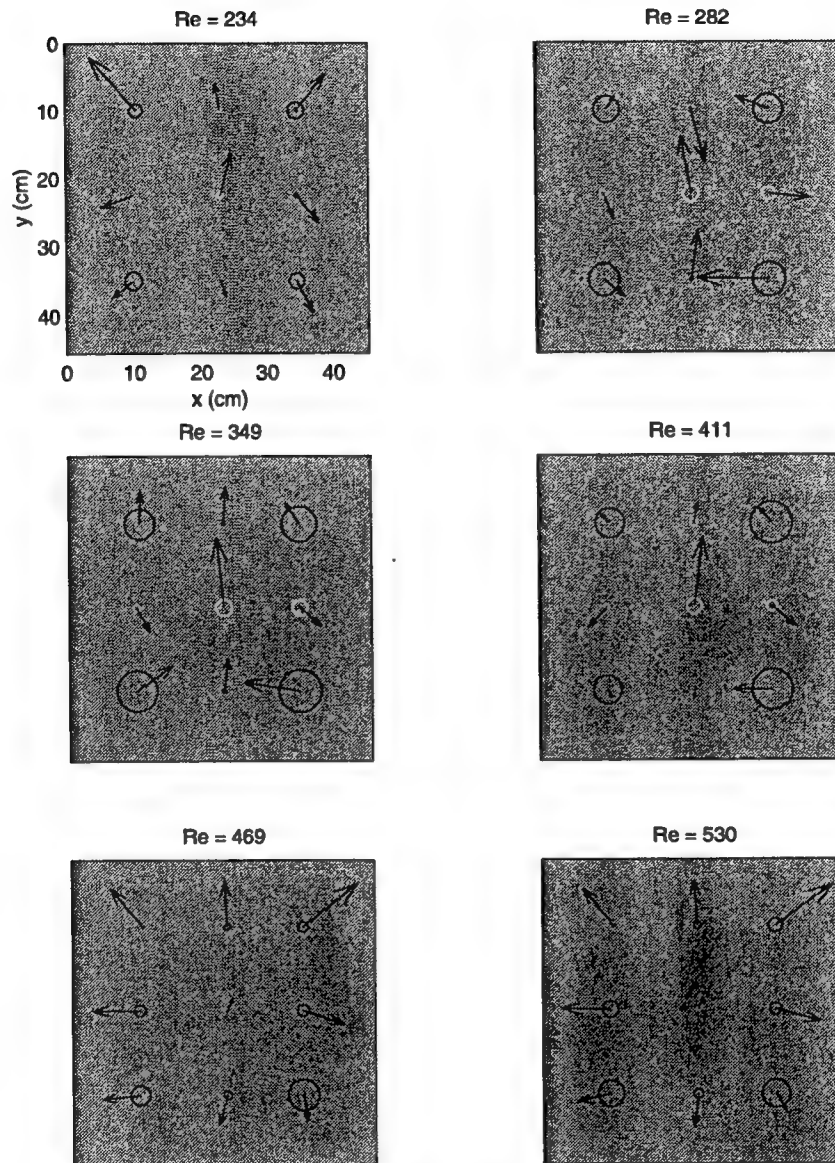 Re = 234
Re = 282
0
10
20
30
40
y (cm)
0 10 20 30 40
x (cm)
Re = 349
Re = 411
Re = 469
Re = 530